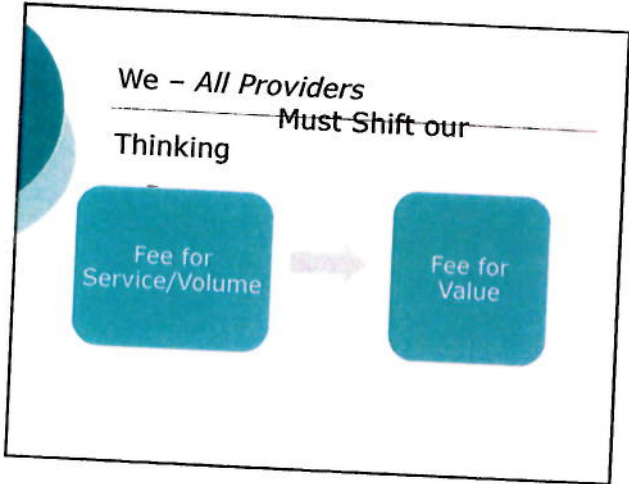 We – All Providers
Must Shift our
Thinking
Fee for
Service/Volume
Fee for
Value